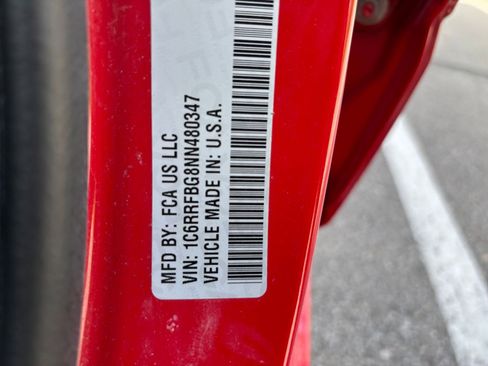 MFD BY: FCA US LLC
VIN: 1C6RRFBG8NN480347
VEHICLE MADE IN: U.S.A.